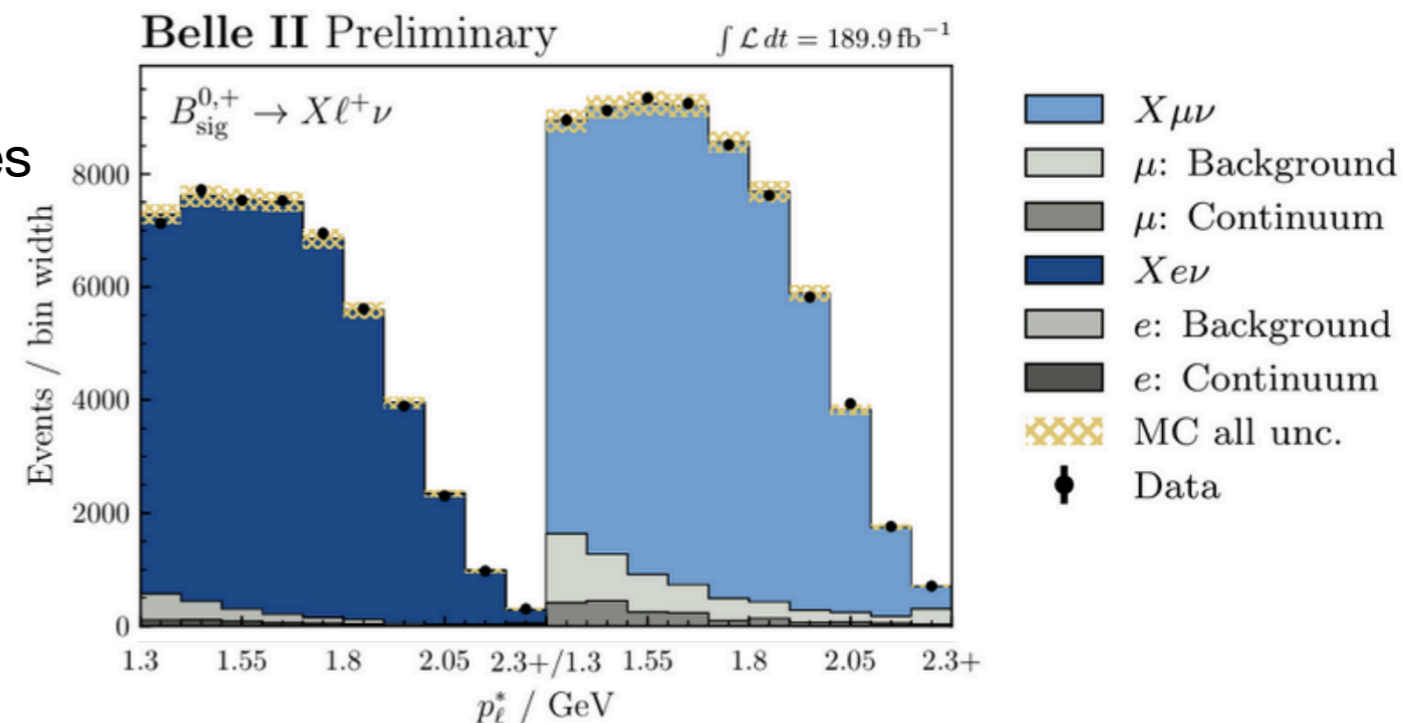 Belle II Preliminary
∫ ℒ dt = 189.9 fb⁻¹
B⁰,⁺sig → Xℓ⁺ν
es
Events / bin width
8000
6000
4000
2000
0
1.3 1.55 1.8 2.05 2.3+/1.3 1.55 1.8 2.05 2.3+
p*ℓ / GeV
Xμν
μ: Background
μ: Continuum
Xeν
e: Background
e: Continuum
MC all unc.
Data